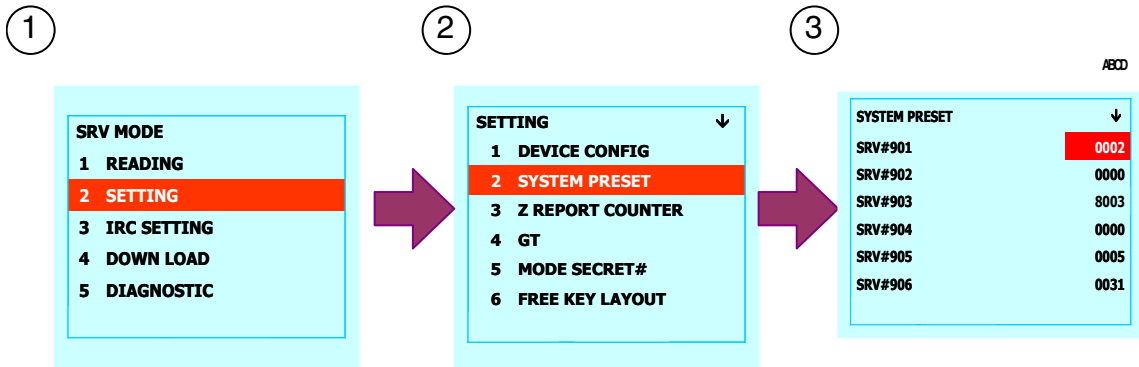 1
SRV MODE
1 READING
2 SETTING
3 IRC SETTING
4 DOWN LOAD
5 DIAGNOSTIC
2
SETTING ↓
1 DEVICE CONFIG
2 SYSTEM PRESET
3 Z REPORT COUNTER
4 GT
5 MODE SECRET#
6 FREE KEY LAYOUT
3
ABCD
SYSTEM PRESET ↓
SRV#901 0002
SRV#902 0000
SRV#903 8003
SRV#904 0000
SRV#905 0005
SRV#906 0031